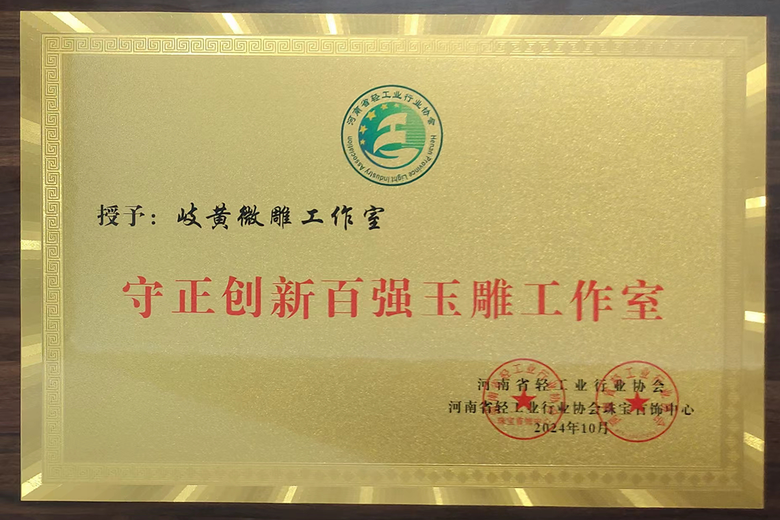 河南省轻工业行业协会
Henan Province Light Industry Association
授予：岐黄微雕工作室
守正创新百强玉雕工作室
河南省轻工业行业协会
河南省轻工业行业协会珠宝首饰中心
2024年10月